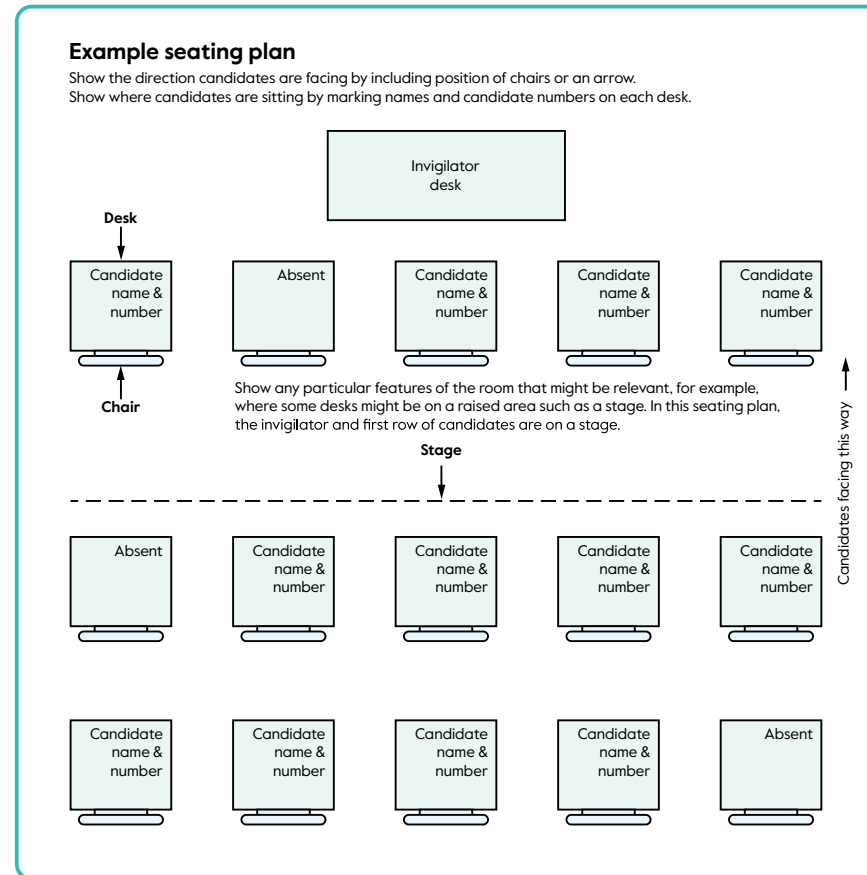 Example seating plan
Show the direction candidates are facing by including position of chairs or an arrow.
Show where candidates are sitting by marking names and candidate numbers on each desk.
Invigilator
desk
Desk
Candidate
name &
number
Absent
Candidate
name &
number
Candidate
name &
number
Candidate
name &
number
Chair
Show any particular features of the room that might be relevant, for example,
where some desks might be on a raised area such as a stage. In this seating plan,
the invigilator and first row of candidates are on a stage.
Stage
Candidates facing this way
Absent
Candidate
name &
number
Candidate
name &
number
Candidate
name &
number
Candidate
name &
number
Candidate
name &
number
Candidate
name &
number
Candidate
name &
number
Candidate
name &
number
Absent